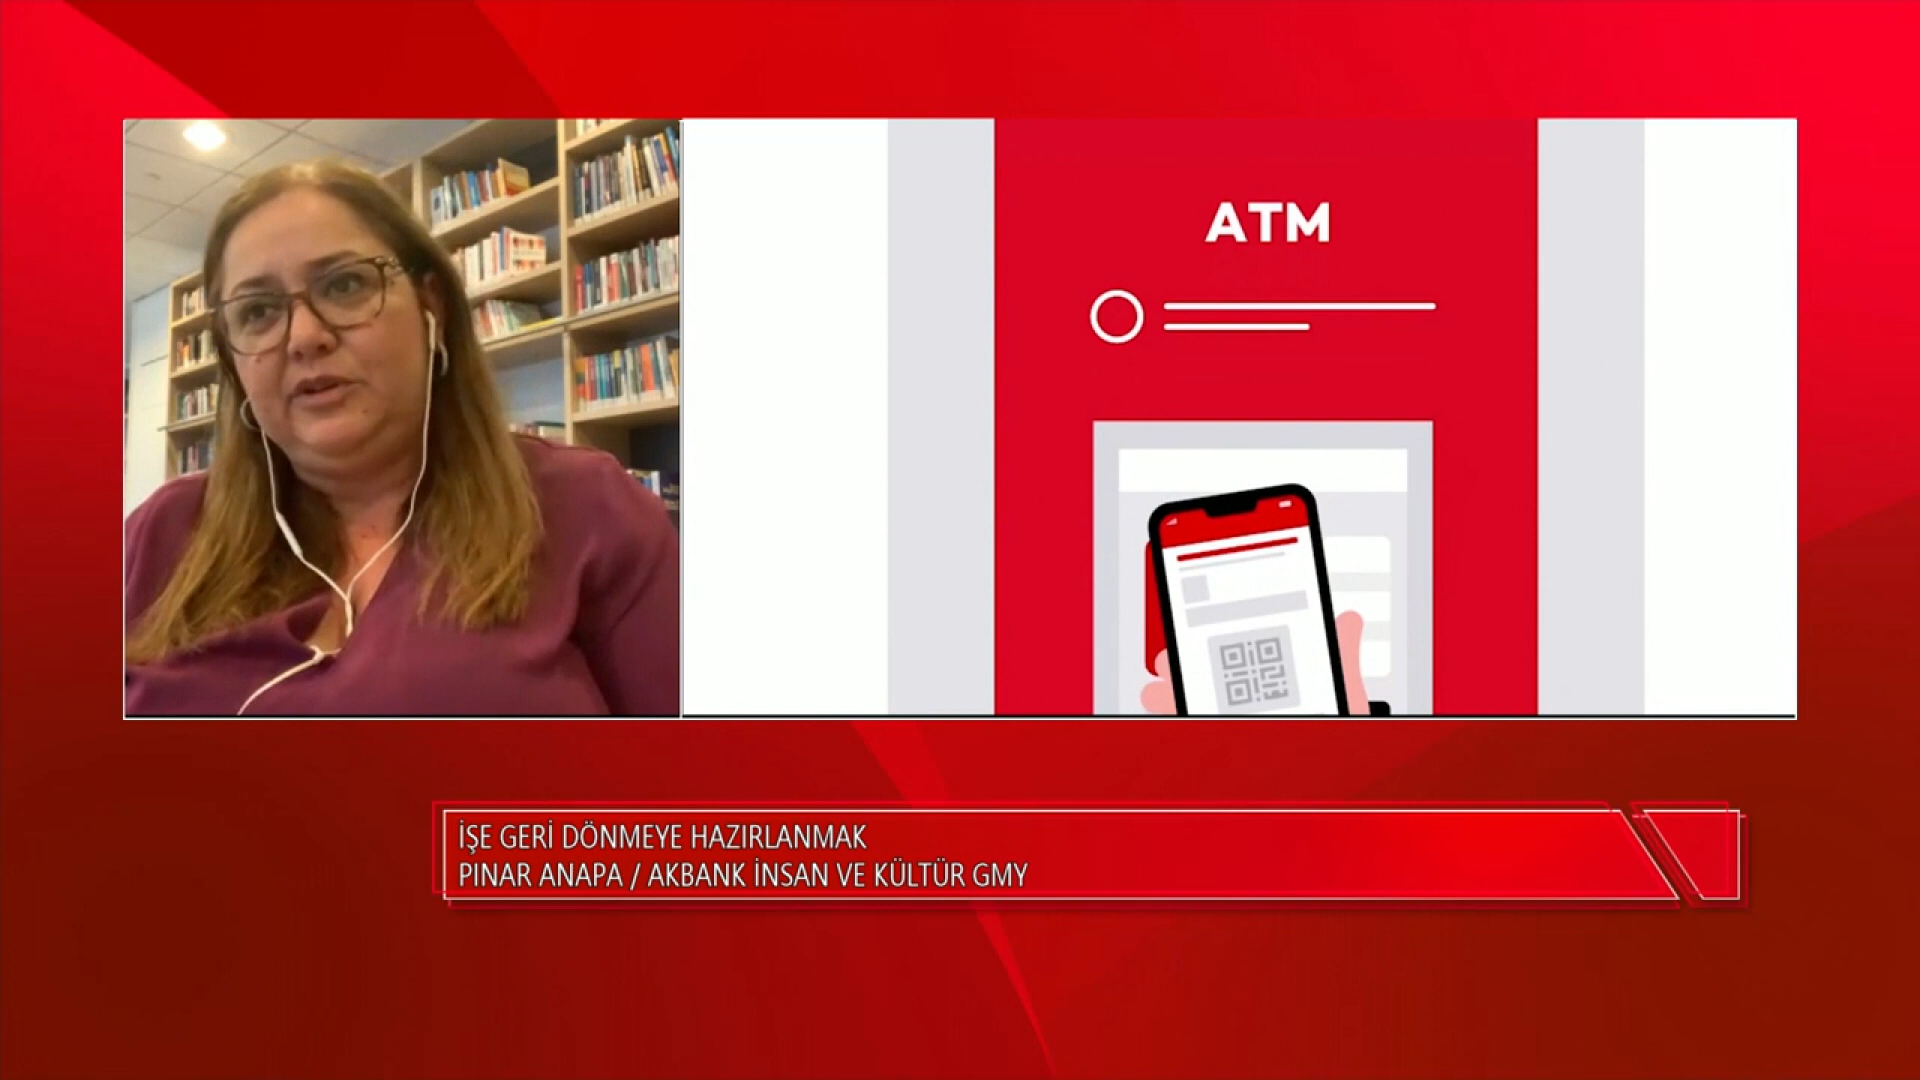 ATM
İŞE GERİ DÖNMEYE HAZIRLANMAK
PINAR ANAPA / AKBANK İNSAN VE KÜLTÜR GMY